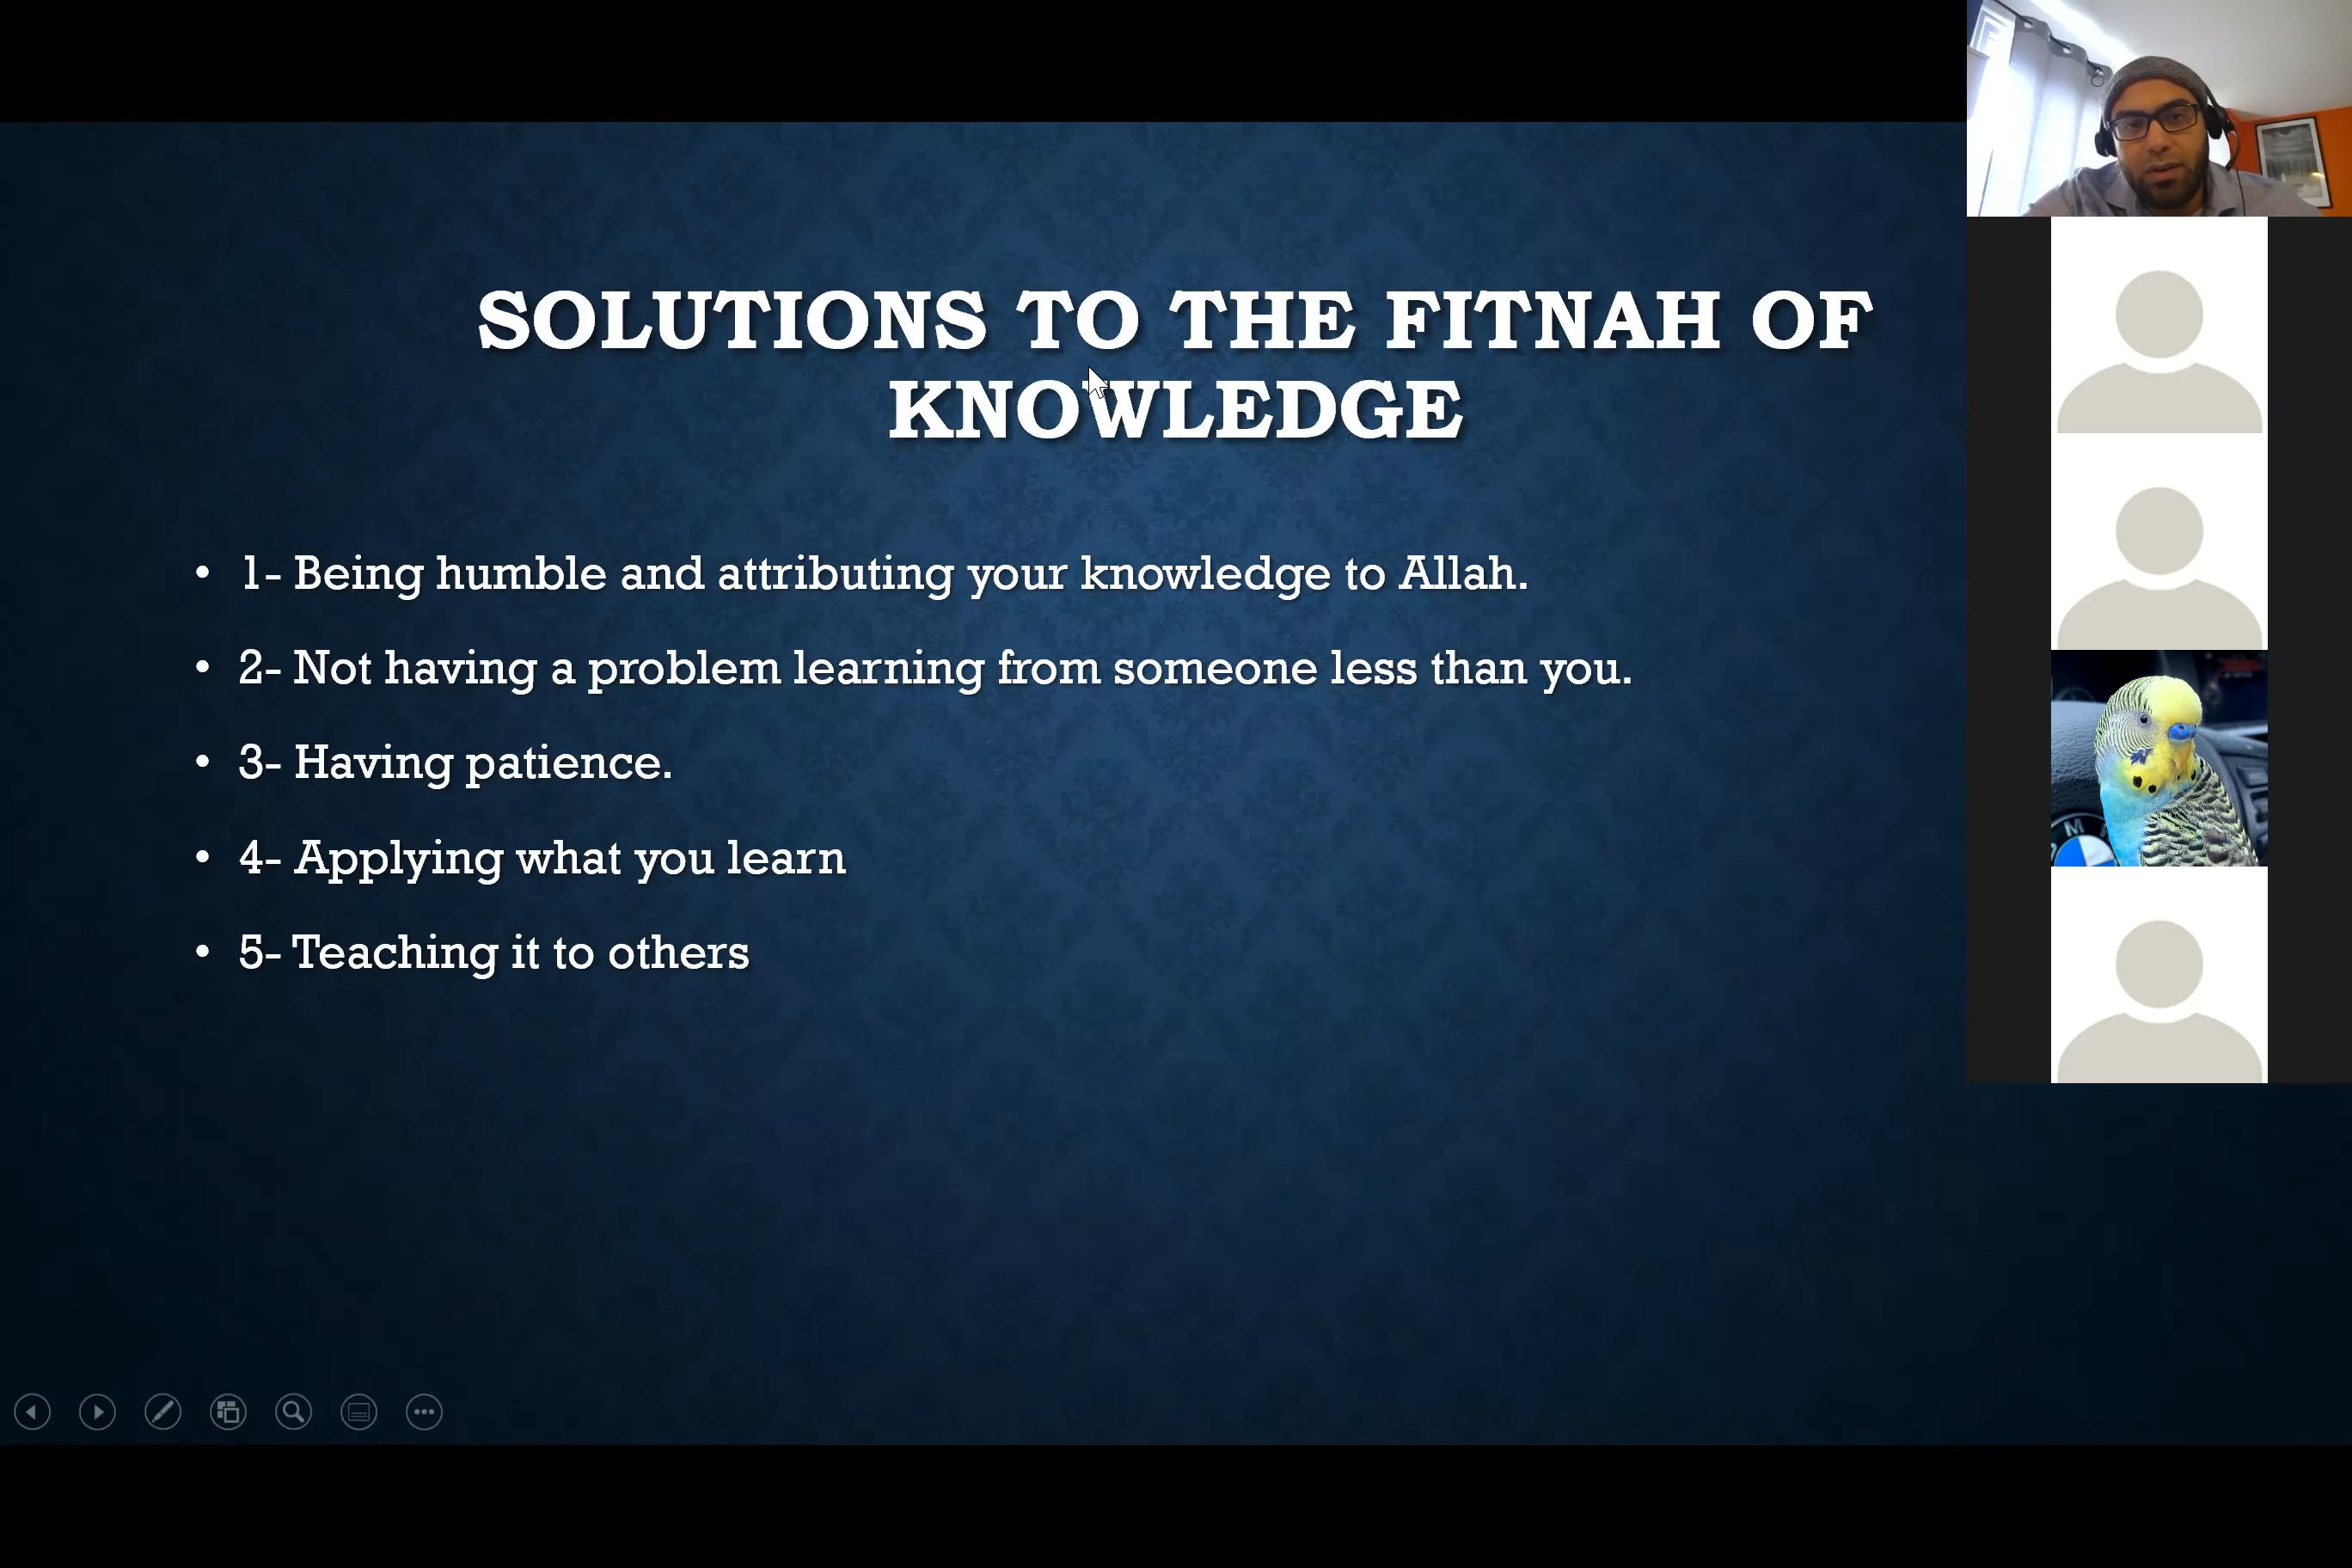 SOLUTIONS TO THE FITNAH OF
KNOWLEDGE
• 1- Being humble and attributing your knowledge to Allah.
• 2- Not having a problem learning from someone less than you.
• 3- Having patience.
• 4- Applying what you learn
• 5- Teaching it to others